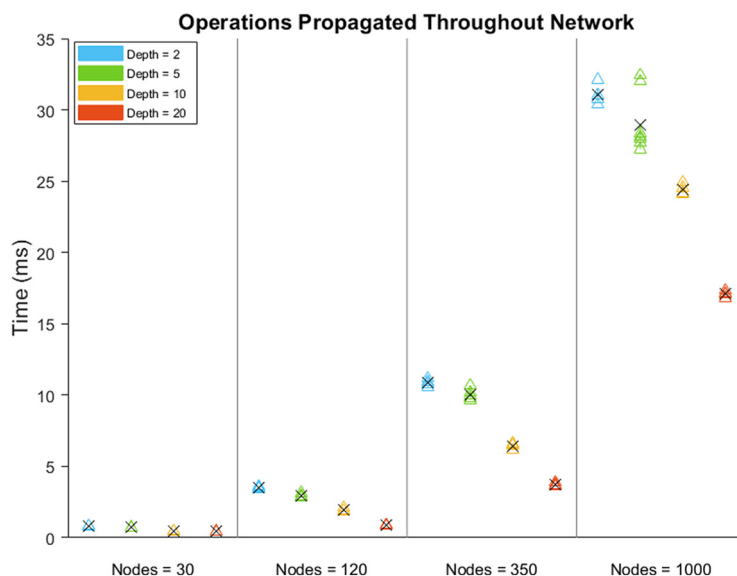 Operations Propagated Throughout Network
35
30
25
20
15
10
5
0
Time (ms)
Depth = 2
Depth = 5
Depth = 10
Depth = 20
Nodes = 30
Nodes = 120
Nodes = 350
Nodes = 1000